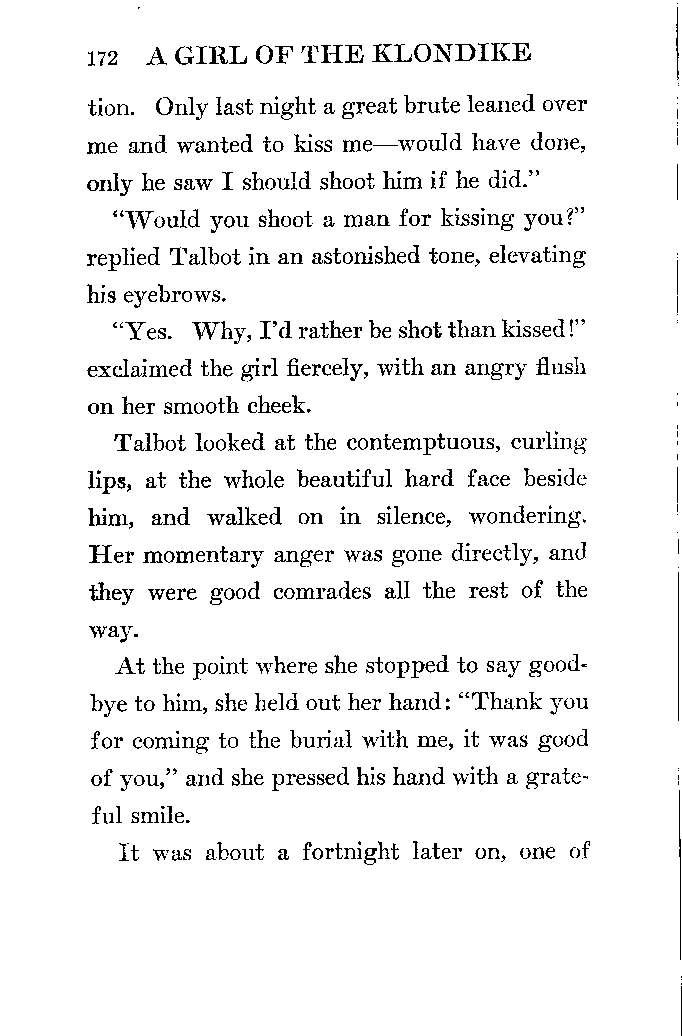 172 A GIRL OF THE KLONDIKE
tion. Only last night a great brute leaned over
me and wanted to kiss me—would have done,
only he saw I should shoot him if he did.”
“Would you shoot a man for kissing you?”
replied Talbot in an astonished tone, elevating
his eyebrows.
“Yes. Why, I’d rather be shot than kissed!”
exclaimed the girl fiercely, with an angry flush
on her smooth cheek.
Talbot looked at the contemptuous, curling
lips, at the whole beautiful hard face beside
him, and walked on in silence, wondering.
Her momentary anger was gone directly, and
they were good comrades all the rest of the
way.
At the point where she stopped to say good-
bye to him, she held out her hand: “Thank you
for coming to the burial with me, it was good
of you,” and she pressed his hand with a grate-
ful smile.
It was about a fortnight later on, one of